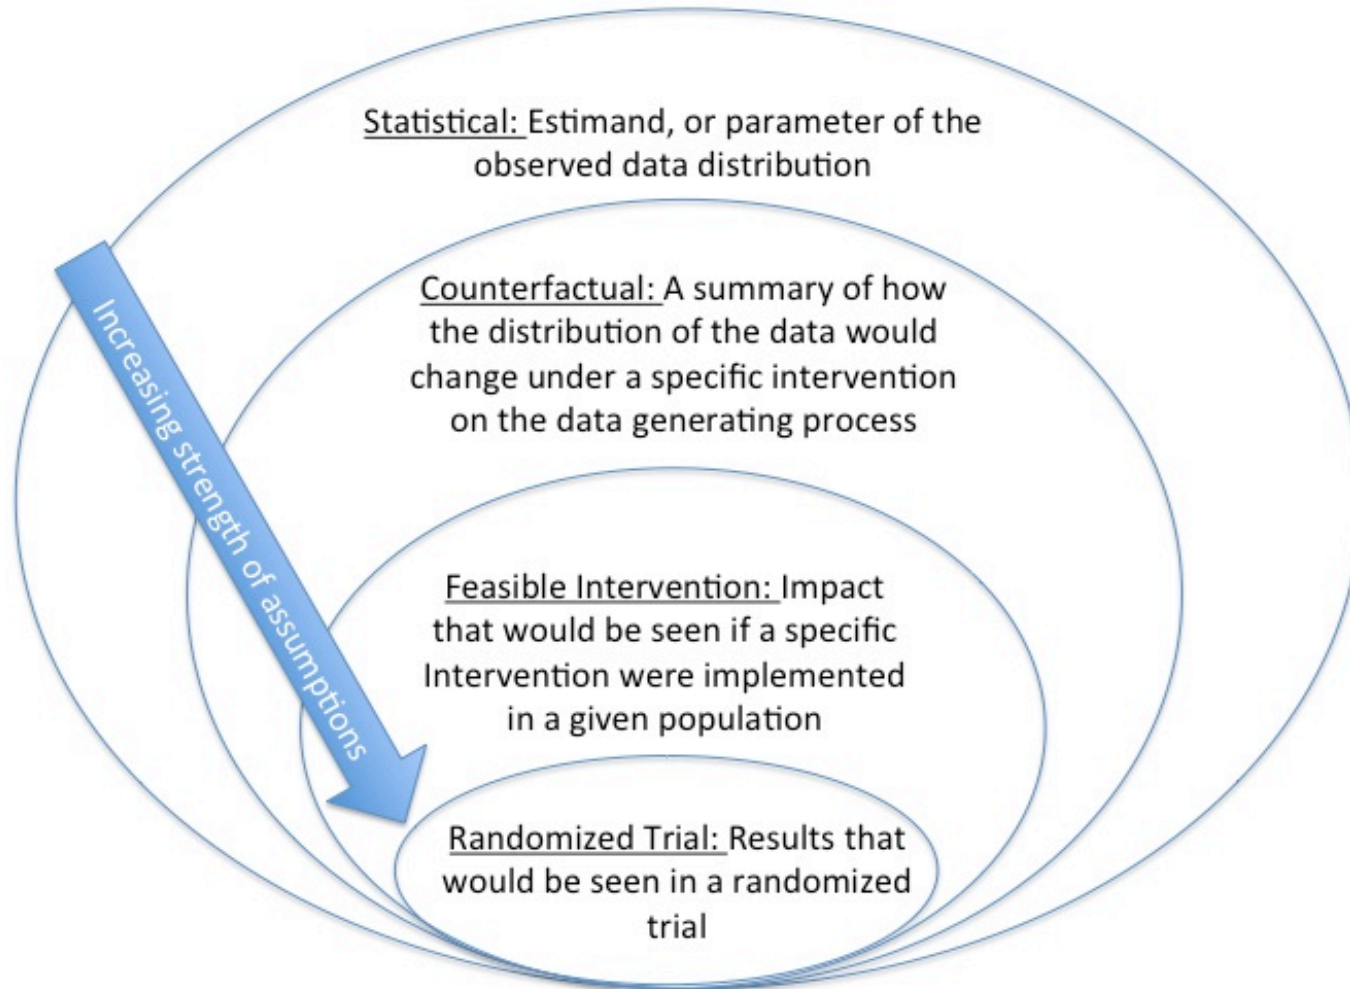 Statistical: Estimand, or parameter of the
observed data distribution
Counterfactual: A summary of how
the distribution of the data would
change under a specific intervention
on the data generating process
Increasing strength of assumptions
Feasible Intervention: Impact
that would be seen if a specific
Intervention were implemented
in a given population
Randomized Trial: Results that
would be seen in a randomized
trial